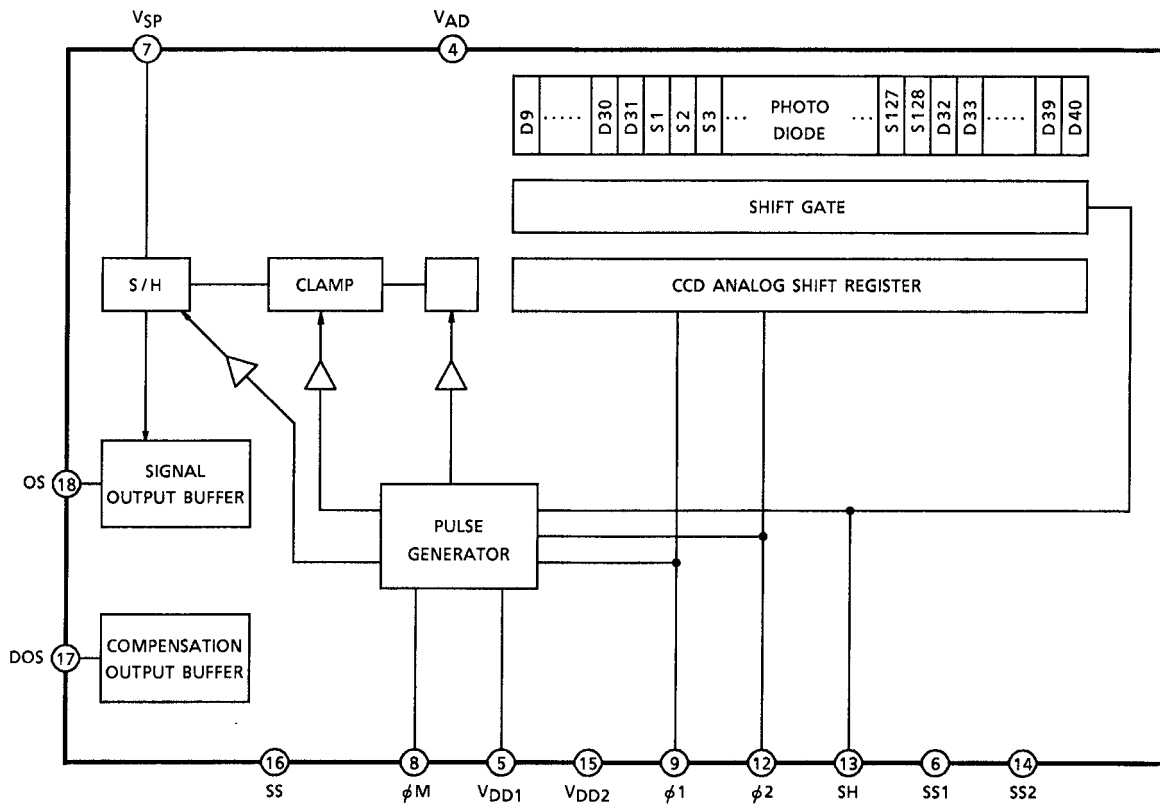 VSP
VAD
7
4
D9 ..... D30 D31 S1 S2 S3 ... PHOTO DIODE ... S127 S128 D32 D33 ..... D39 D40
SHIFT GATE
S/H
CLAMP
CCD ANALOG SHIFT REGISTER
OS
18
SIGNAL
OUTPUT BUFFER
PULSE
GENERATOR
DOS
17
COMPENSATION
OUTPUT BUFFER
16
8
5
15
9
12
13
6
14
SS
ϕM
VDD1
VDD2
ϕ1
ϕ2
SH
SS1
SS2